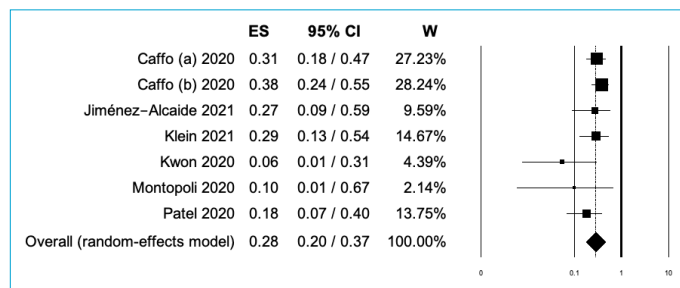 ES 95% CI W
Caffo (a) 2020 0.31 0.18 / 0.47 27.23%
Caffo (b) 2020 0.38 0.24 / 0.55 28.24%
Jiménez−Alcaide 2021 0.27 0.09 / 0.59 9.59%
Klein 2021 0.29 0.13 / 0.54 14.67%
Kwon 2020 0.06 0.01 / 0.31 4.39%
Montopoli 2020 0.10 0.01 / 0.67 2.14%
Patel 2020 0.18 0.07 / 0.40 13.75%
Overall (random-effects model) 0.28 0.20 / 0.37 100.00%
0 0.1 1 10